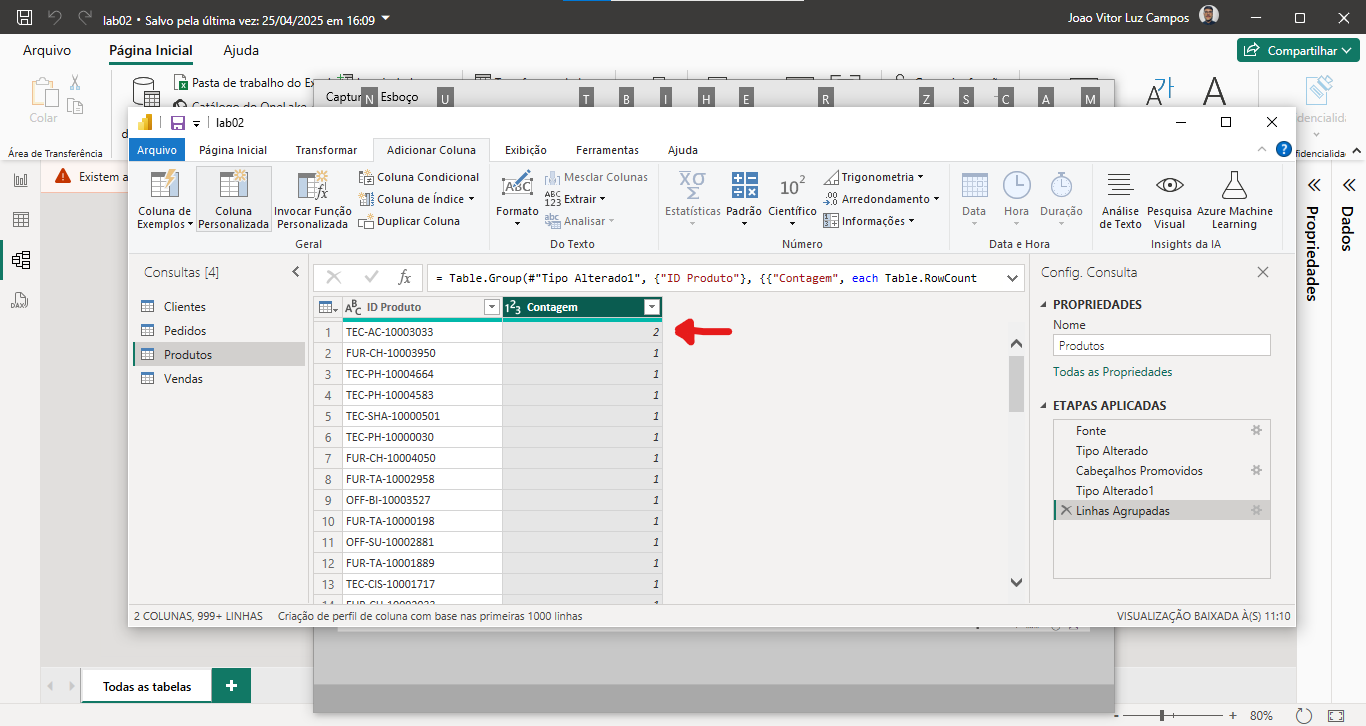 lab02 • Salvo pela última vez: 25/04/2025 em 16:09
Joao Vitor Luz Campos
Arquivo
Página Inicial
Ajuda
Compartilhar
Colar
Área de Transferência
Pasta de trabalho do Ex
Catálogo do OneLake
Captur
N
Esboço
U
T
B
I
H
E
R
Z
S
C
A
M
Existem a
lab02
Arquivo
Página Inicial
Transformar
Adicionar Coluna
Exibição
Ferramentas
Ajuda
Coluna de Exemplos
Coluna Personalizada
Invocar Função Personalizada
Coluna Condicional
Coluna de Índice
Duplicar Coluna
Geral
Formato
Mesclar Colunas
Extrair
Analisar
Do Texto
Estatísticas
Padrão
Científico
Trigonometria
Arredondamento
Informações
Número
Data
Hora
Duração
Data e Hora
Análise de Texto
Pesquisa Visual
Azure Machine Learning
Insights da IA
Consultas [4]
Clientes
Pedidos
Produtos
Vendas
= Table.Group(#"Tipo Alterado1", {"ID Produto"}, {{"Contagem", each Table.RowCount
ID Produto
Contagem
1 TEC-AC-10003033 2
2 FUR-CH-10003950 1
3 TEC-PH-10004664 1
4 TEC-PH-10004583 1
5 TEC-SHA-10000501 1
6 TEC-PH-10000030 1
7 FUR-CH-10004050 1
8 FUR-TA-10002958 1
9 OFF-BI-10003527 1
10 FUR-TA-10000198 1
11 OFF-SU-10002881 1
12 FUR-TA-10001889 1
13 TEC-CIS-10001717 1
2 COLUNAS, 999+ LINHAS
Criação de perfil de coluna com base nas primeiras 1000 linhas
VISUALIZAÇÃO BAIXADA À(S) 11:10
Config. Consulta
PROPRIEDADES
Nome
Produtos
Todas as Propriedades
ETAPAS APLICADAS
Fonte
Tipo Alterado
Cabeçalhos Promovidos
Tipo Alterado1
Linhas Agrupadas
Propriedades
Dados
Todas as tabelas
80%